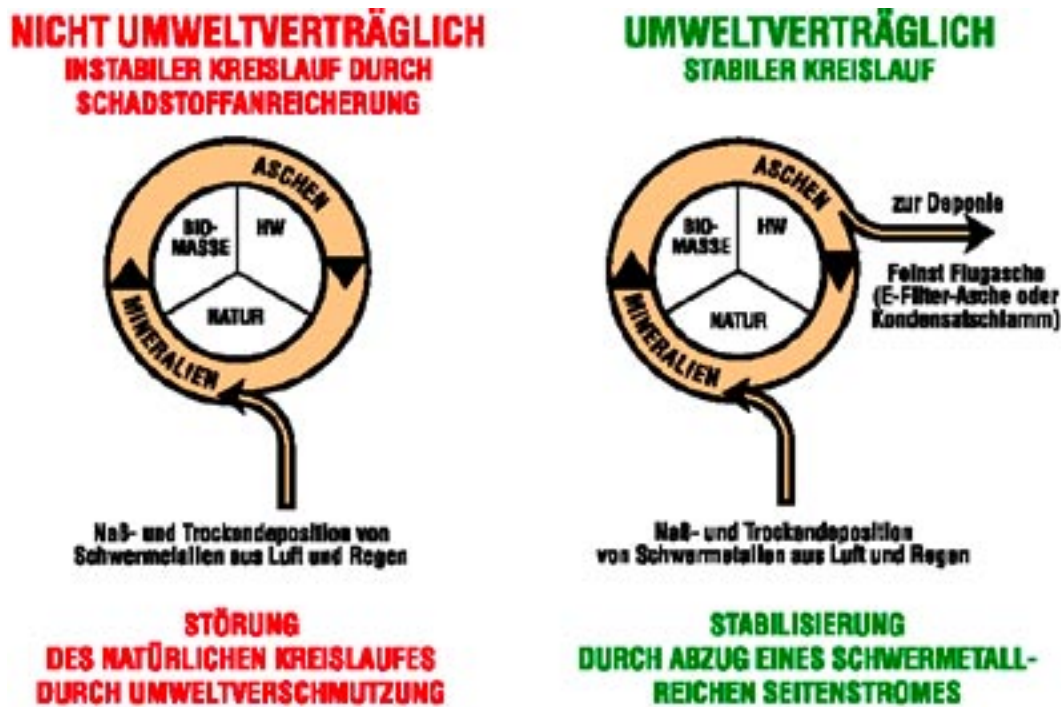 NICHT UMWELTVERTRÄGLICH
INSTABILER KREISLAUF DURCH
SCHADSTOFFANREICHERUNG
ASCHEN
BIO-
MASSE
HW
NATUR
MINERALIEN
Naß- und Trockendeposition von
Schwermetallen aus Luft und Regen
STÖRUNG
DES NATÜRLICHEN KREISLAUFES
DURCH UMWELTVERSCHMUTZUNG
UMWELTVERTRÄGLICH
STABILER KREISLAUF
ASCHEN
BIO-
MASSE
HW
NATUR
MINERALIEN
zur Deponie
Feinst Flugasche
(E-Filter-Asche oder
Kondensatschlamm)
Naß- und Trockendeposition
von Schwermetallen aus Luft und Regen
STABILISIERUNG
DURCH ABZUG EINES SCHWERMETALL-
REICHEN SEITENSTROMES